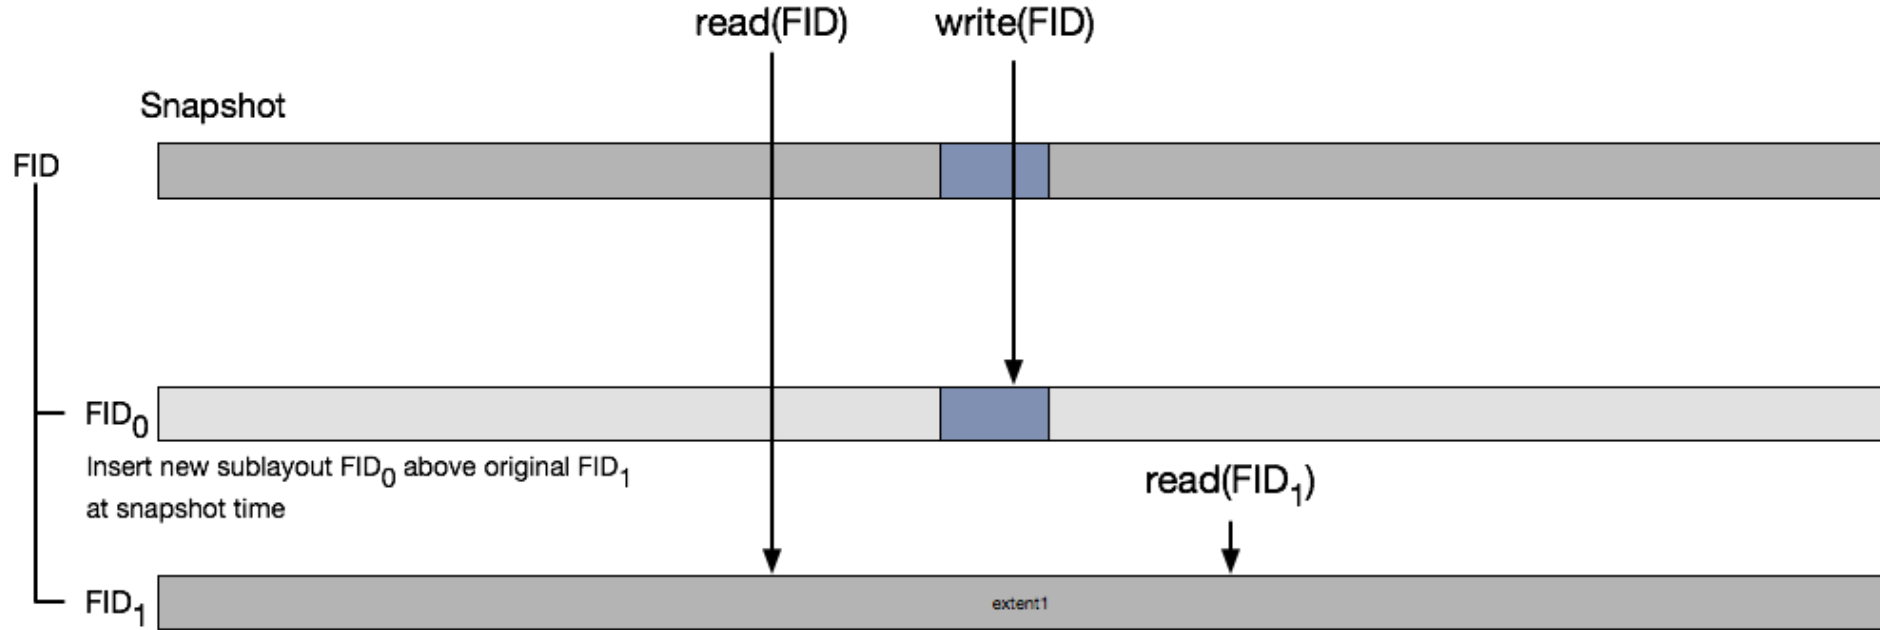 read(FID) write(FID)
Snapshot
FID
FID0
Insert new sublayout FID0 above original FID1
at snapshot time
read(FID1)
FID1
extent1